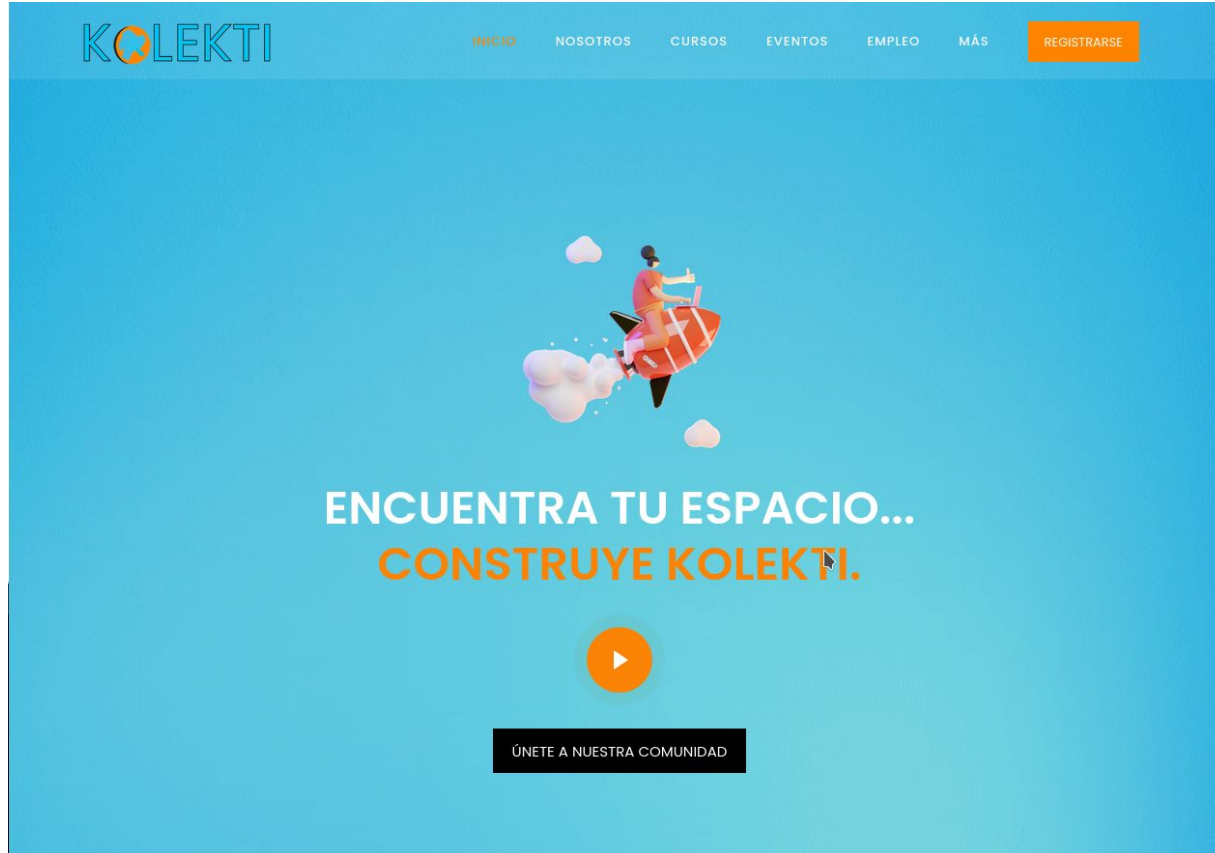 KOLEKTI
INICIO NOSOTROS CURSOS EVENTOS EMPLEO MÁS REGISTRARSE
ENCUENTRA TU ESPACIO...
CONSTRUYE KOLEKTI.
ÚNETE A NUESTRA COMUNIDAD